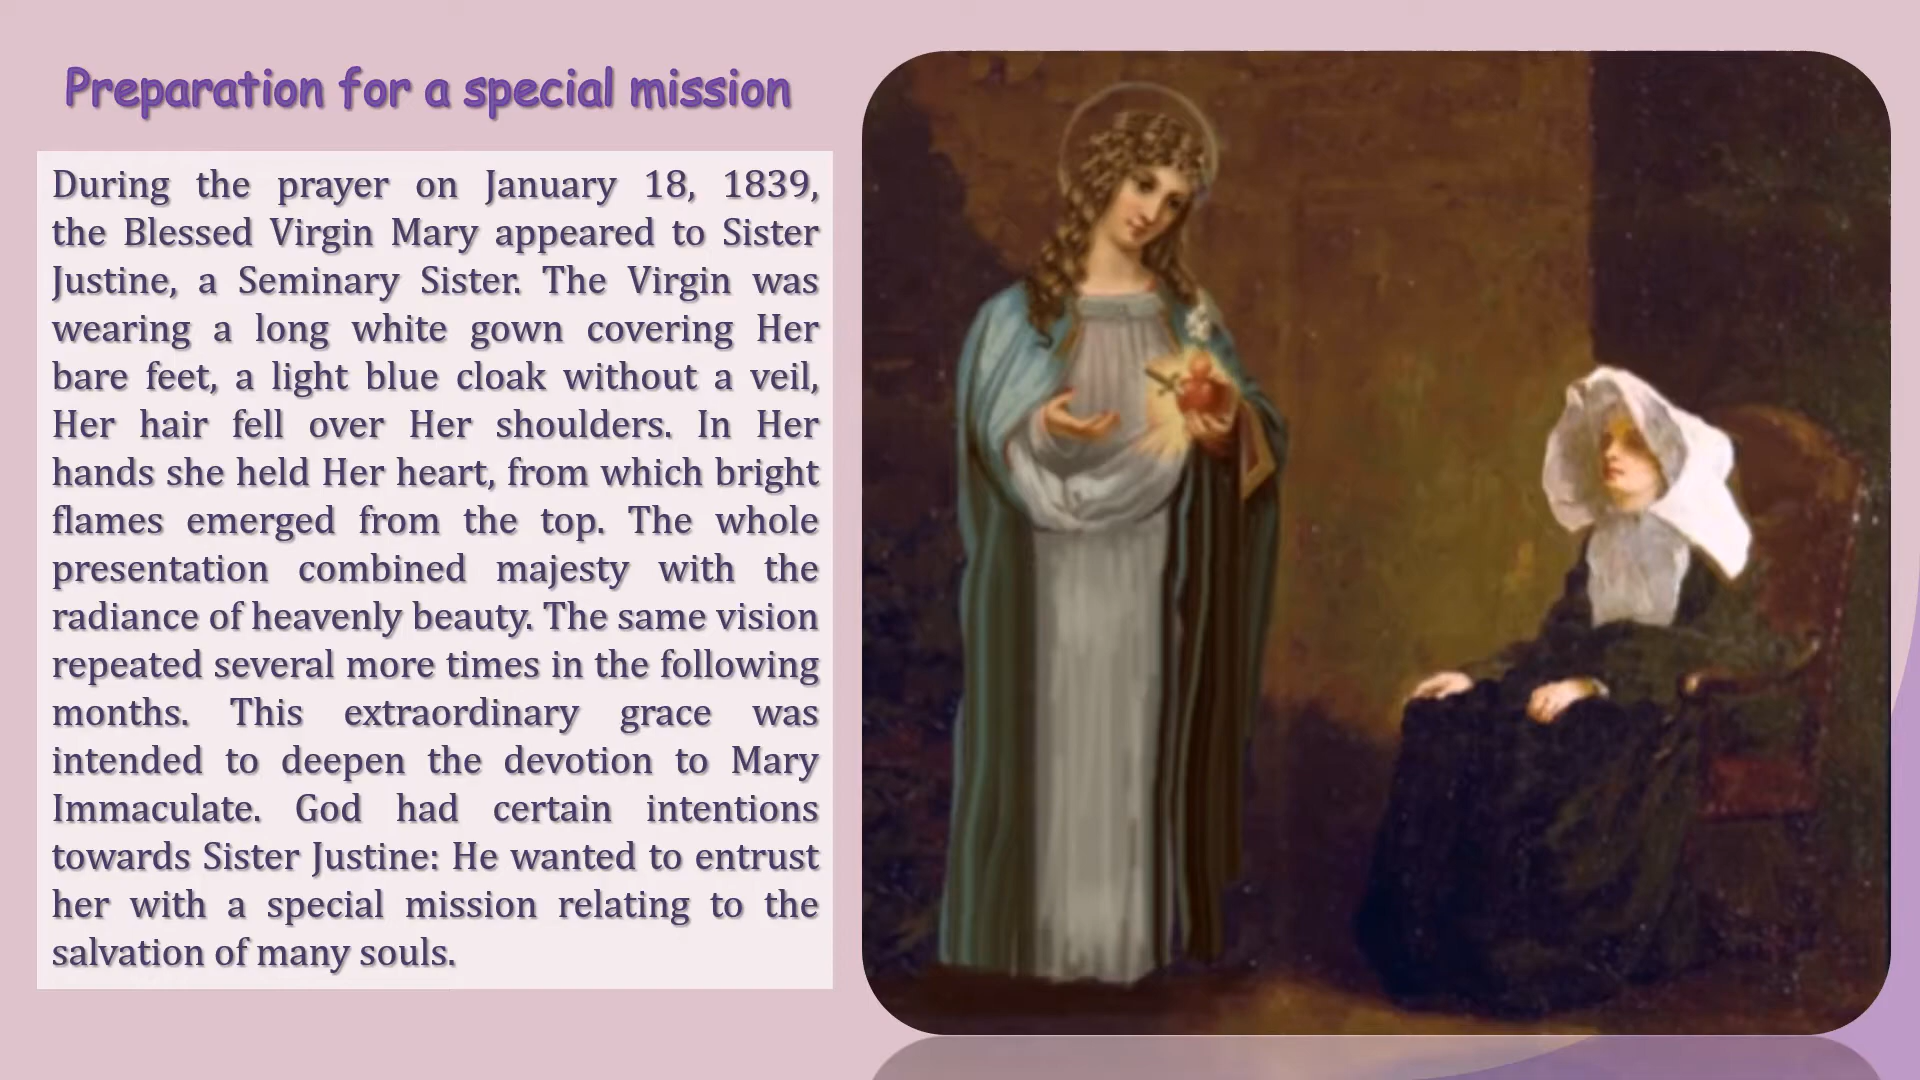 Preparation for a special mission
During the prayer on January 18, 1839,
the Blessed Virgin Mary appeared to Sister
Justine, a Seminary Sister. The Virgin was
wearing a long white gown covering Her
bare feet, a light blue cloak without a veil,
Her hair fell over Her shoulders. In Her
hands she held Her heart, from which bright
flames emerged from the top. The whole
presentation combined majesty with the
radiance of heavenly beauty. The same vision
repeated several more times in the following
months. This extraordinary grace was
intended to deepen the devotion to Mary
Immaculate. God had certain intentions
towards Sister Justine: He wanted to entrust
her with a special mission relating to the
salvation of many souls.